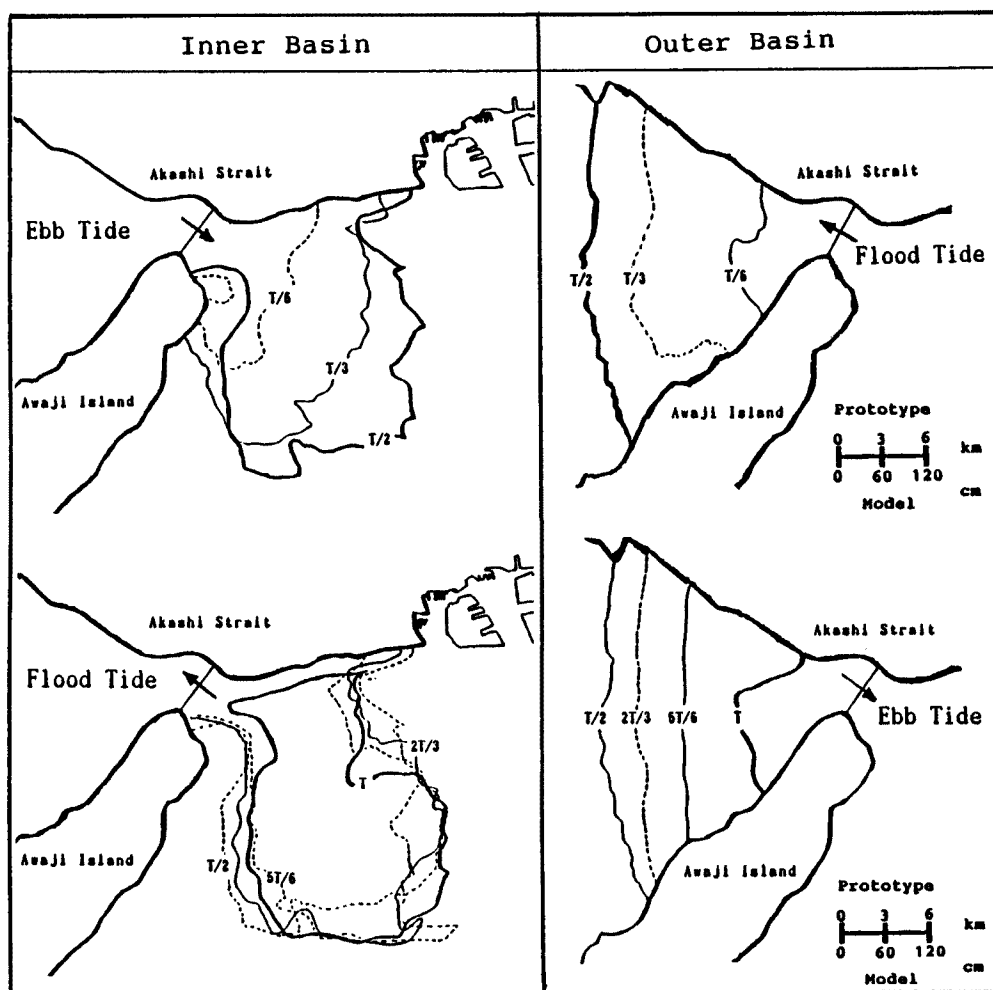 Inner Basin
Outer Basin
Akashi Strait
Ebb Tide
T/6
T/3
T/2
Awaji Island
Akashi Strait
Flood Tide
T/2
T/3
T/6
Awaji Island
Prototype
0 3 6 km
0 60 120 cm
Model
Akashi Strait
Flood Tide
2T/3
T
T/2
5T/6
Awaji Island
Akashi Strait
Ebb Tide
T/2
2T/3
5T/6
T
Awaji Island
Prototype
0 3 6 km
0 60 120 cm
Model